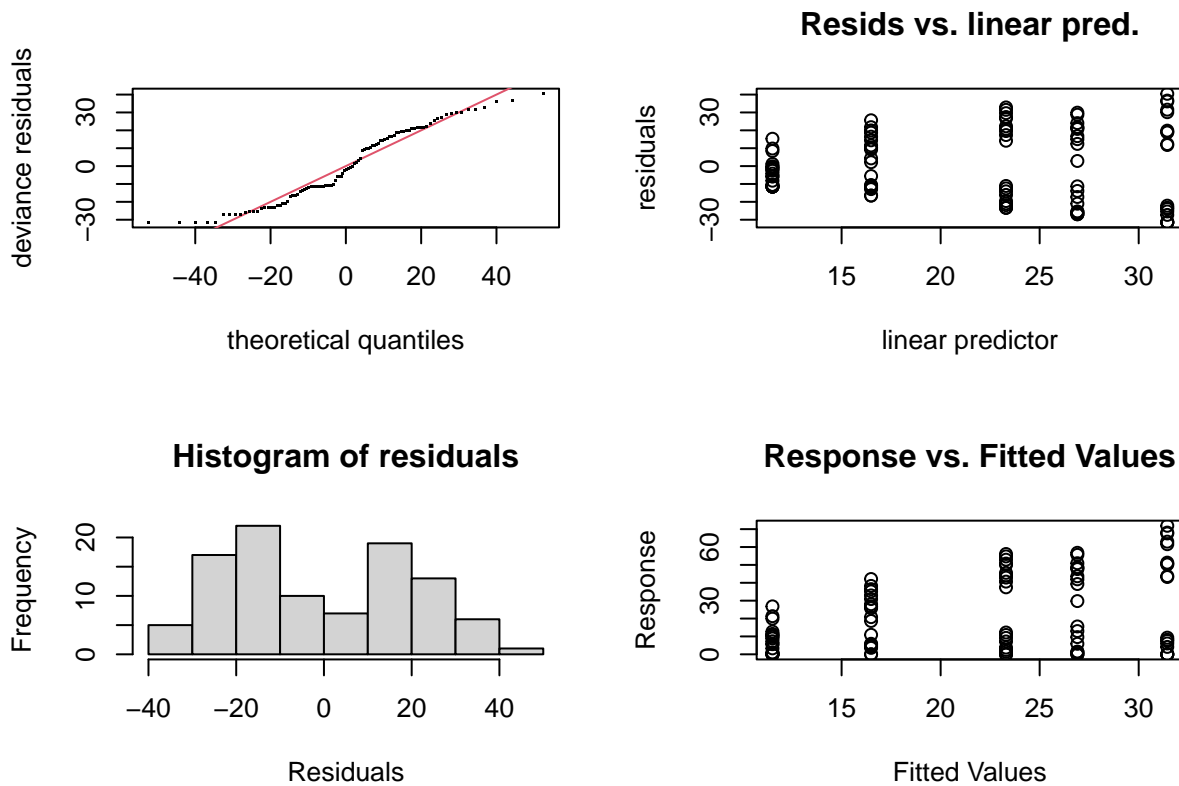 deviance residuals
30
0
−30
−40
−20
0
20
40
theoretical quantiles
Resids vs. linear pred.
residuals
30
0
−30
15
20
25
30
linear predictor
Histogram of residuals
Frequency
20
10
0
−40
−20
0
20
40
Residuals
Response vs. Fitted Values
Response
60
30
0
15
20
25
30
Fitted Values